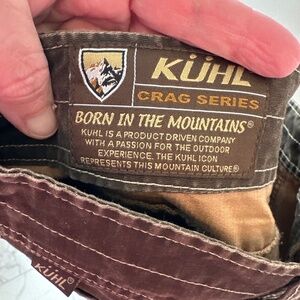 KÜHL
CRAG SERIES
BORN IN THE MOUNTAINS®
KUHL IS A PRODUCT DRIVEN COMPANY
WITH A PASSION FOR THE OUTDOOR
EXPERIENCE. THE KUHL ICON
REPRESENTS THIS MOUNTAIN CULTURE®
KÜHL®